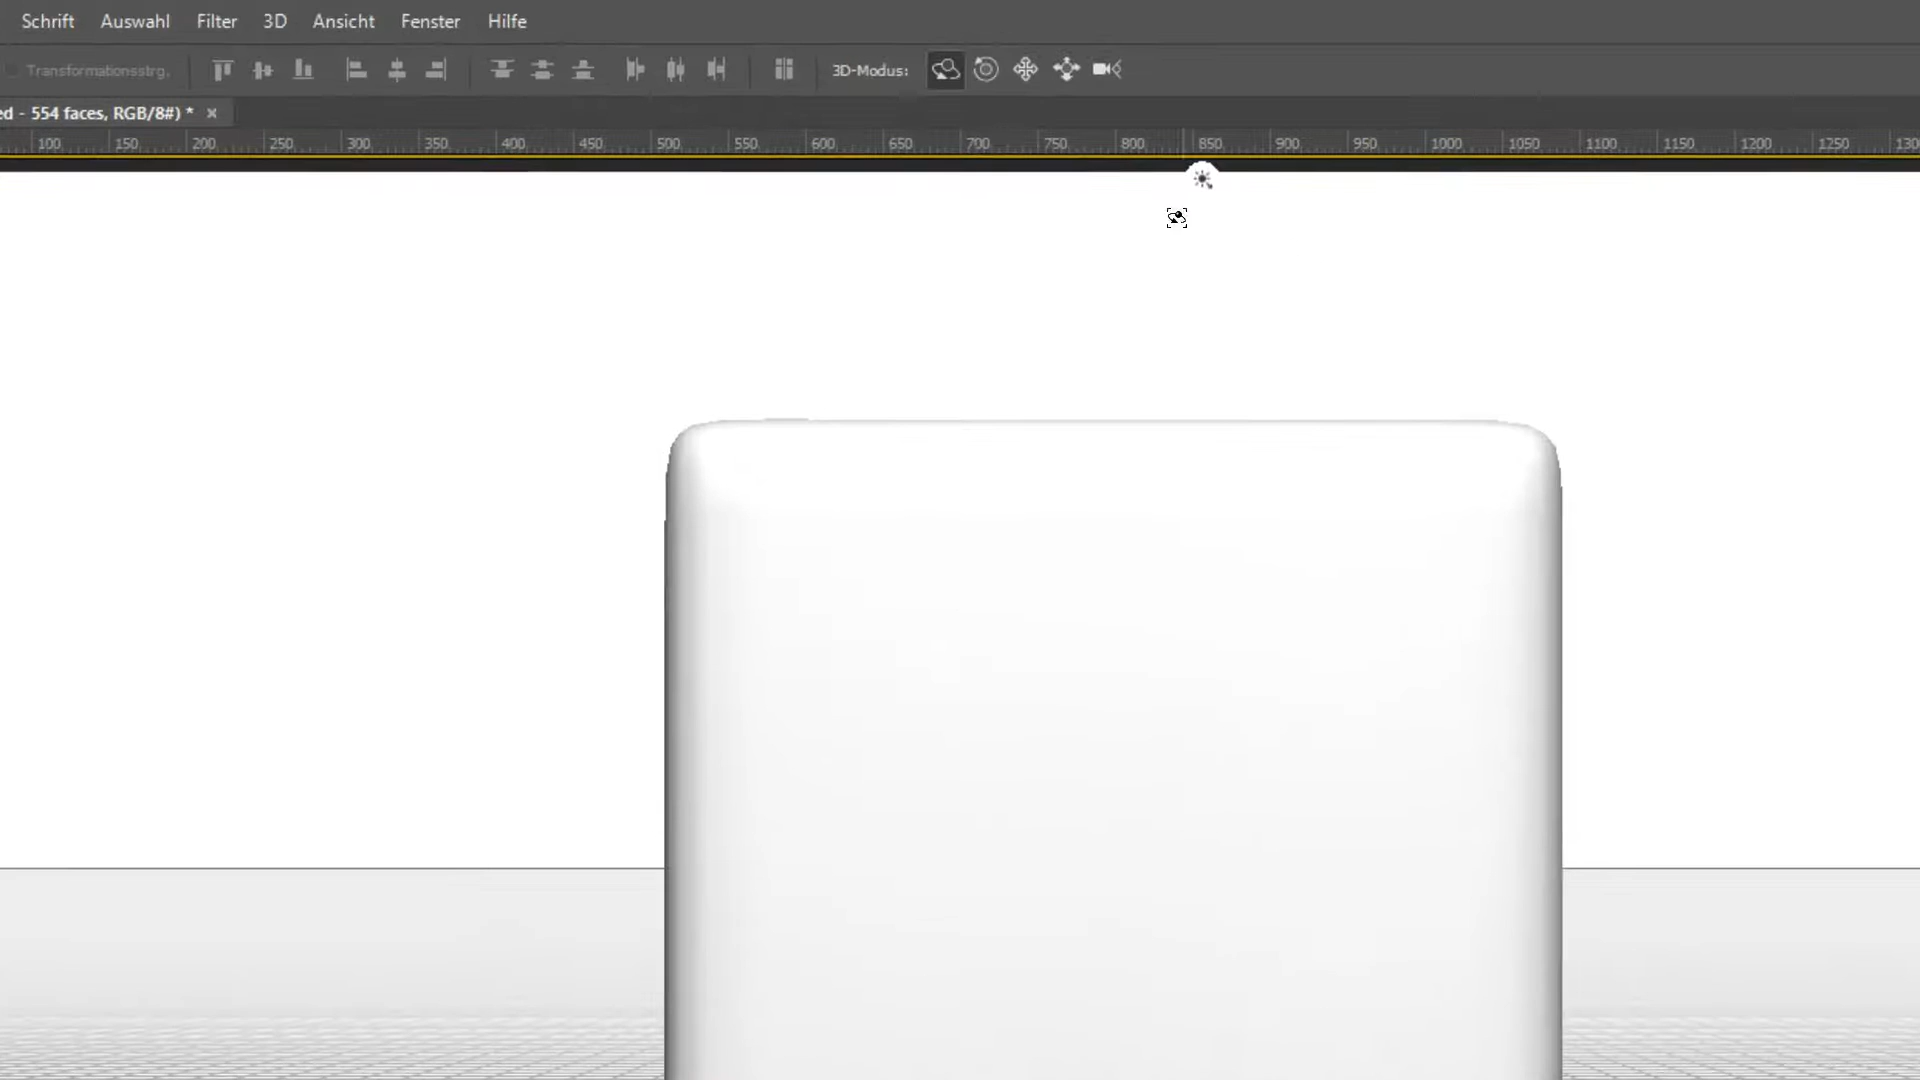 Schrift Auswahl Filter 3D Ansicht Fenster Hilfe
Transformationsstrg. 3D-Modus:
ed - 554 faces, RGB/8#) * ×
100 150 200 250 300 350 400 450 500 550 600 650 700 750 800 850 900 950 1000 1050 1100 1150 1200 1250 130